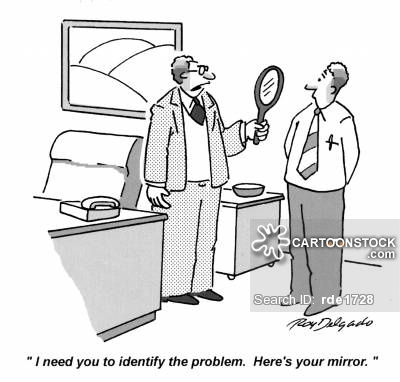 CARTOONSTOCK
.com
Search ID: rde1728
Roy Delgado
" I need you to identify the problem.  Here's your mirror. "